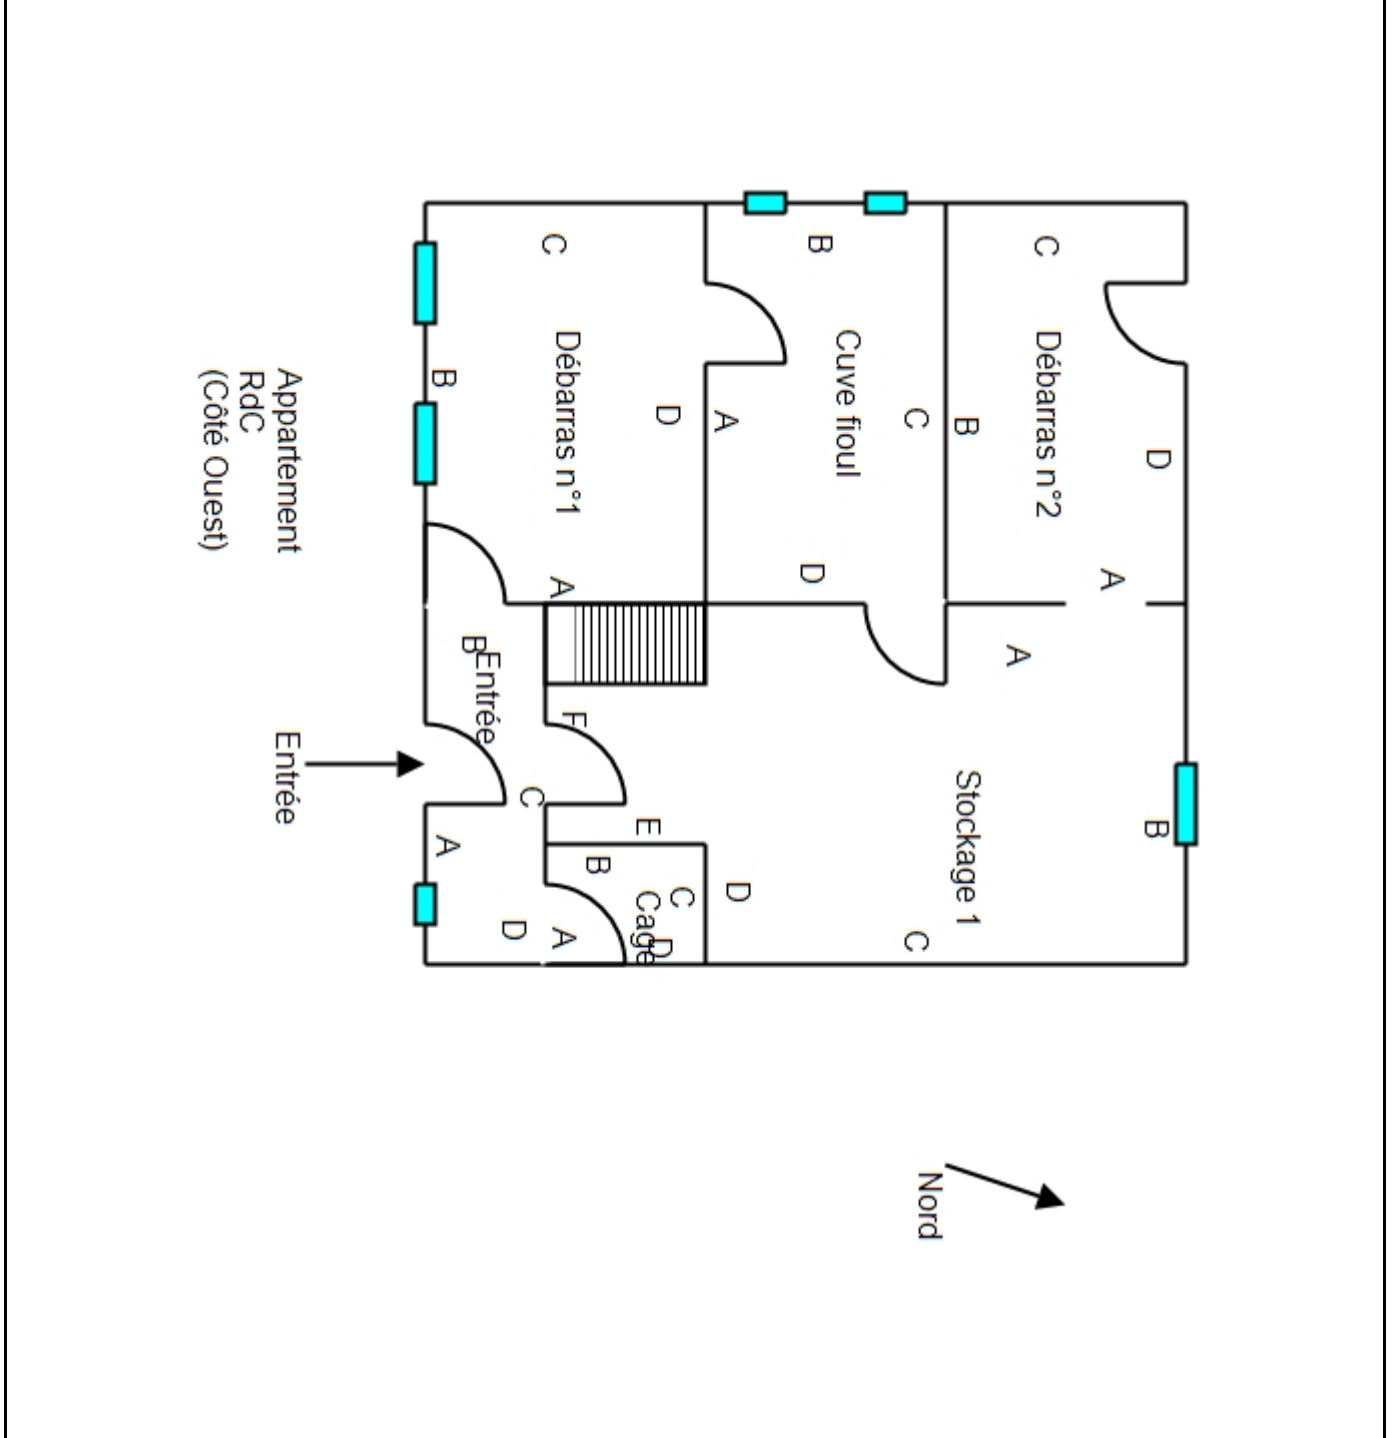 C
Débarras n°1
B
D
A
B
Cuve fioul
A
C
D
C
Débarras n°2
B
D
A
Appartement
RdC
(Côté Ouest)
B
Entrée
C
A
D
Entrée
F
E
A
Stockage 1
B
D
C
B
C
Cage
D
A
Nord